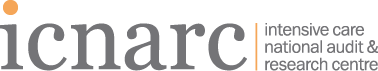 icnarc
intensive care
national audit &
research centre